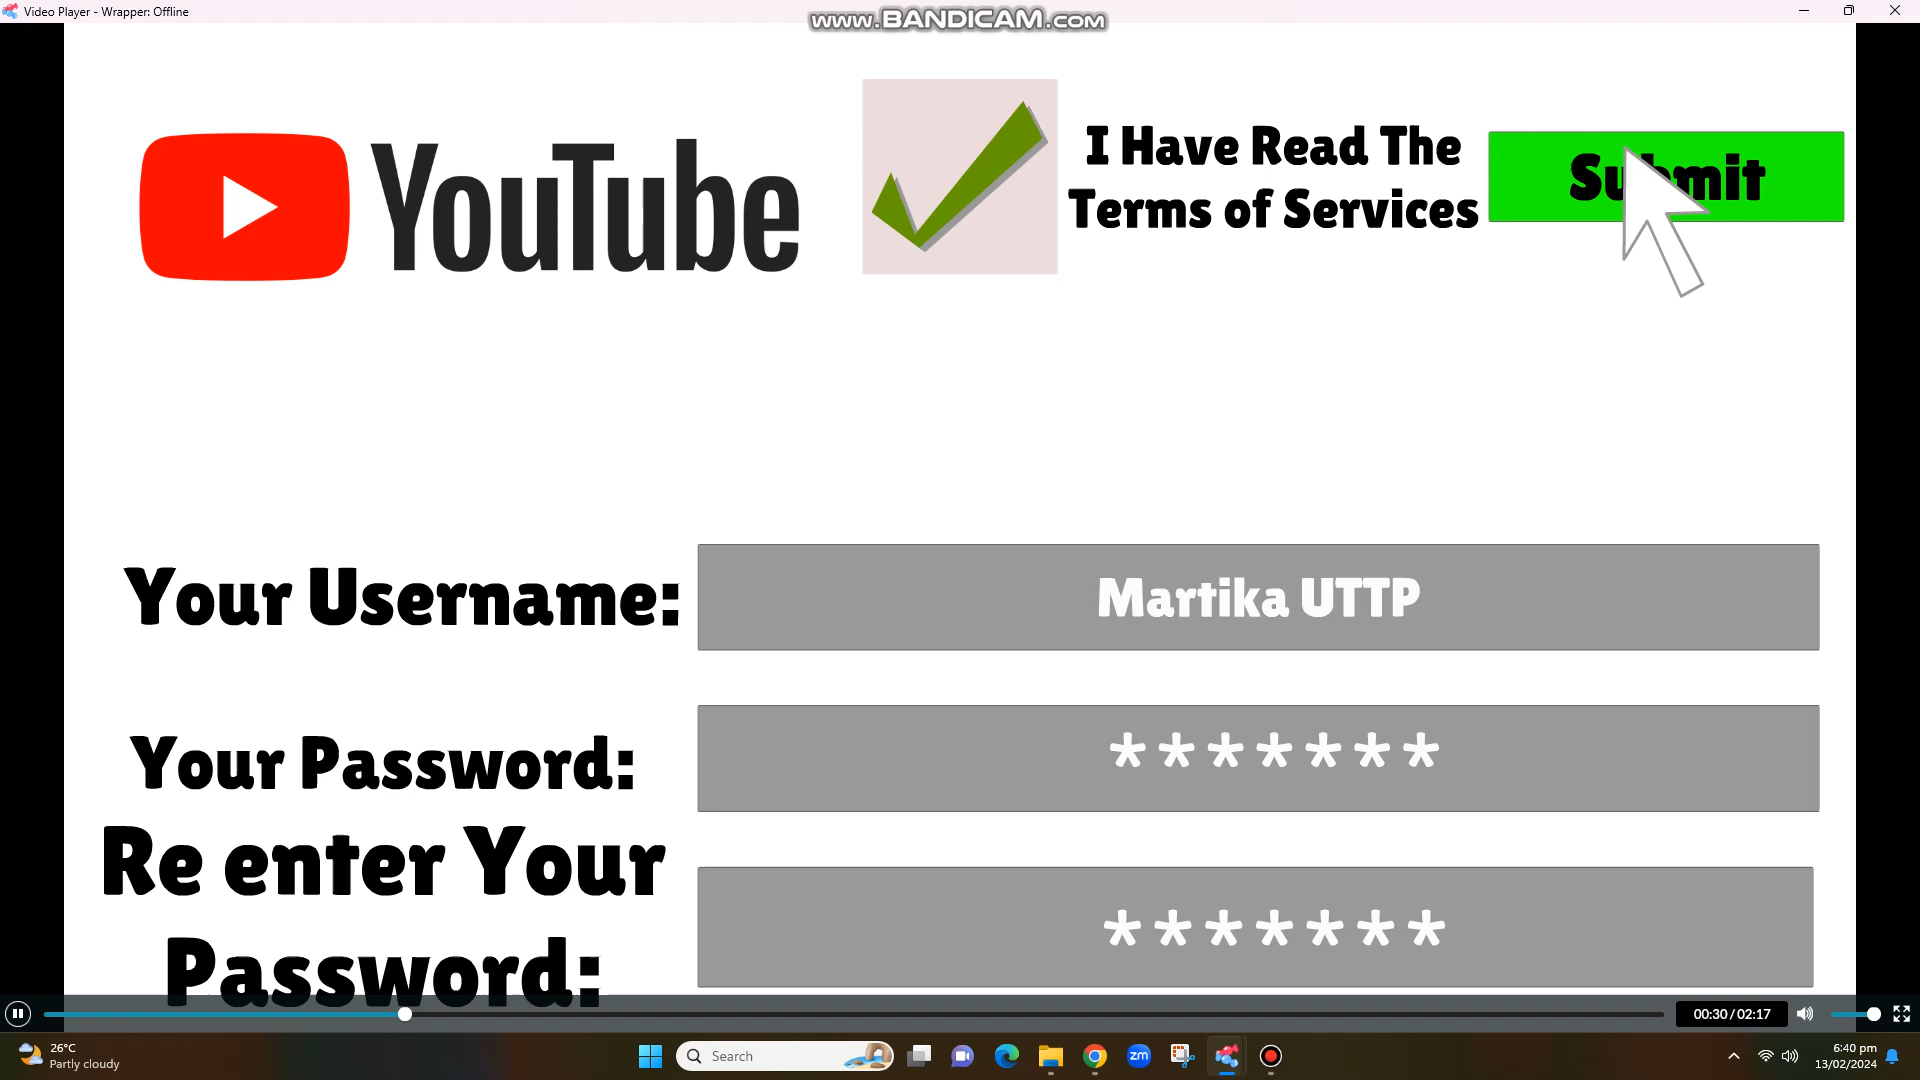 Video Player - Wrapper: Offline
www.BANDICAM.com
YouTube
I Have Read The
Terms of Services
Submit
Your Username:
Martika UTTP
Your Password:
*******
Re enter Your
Password:
*******
00:30 / 02:17
26°C
Partly cloudy
Search
zm
6:40 pm
13/02/2024